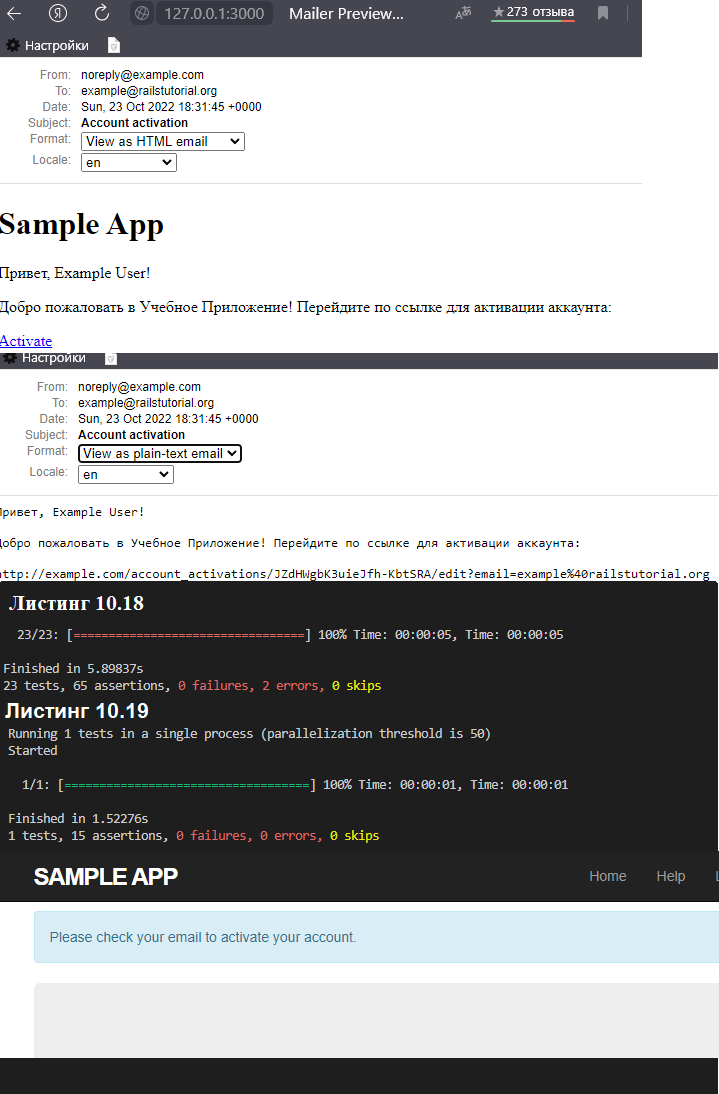 Я 127.0.0.1:3000 Mailer Preview... 273 отзыва
Настройки
From: noreply@example.com
To: example@railstutorial.org
Date: Sun, 23 Oct 2022 18:31:45 +0000
Subject: Account activation
Format: View as HTML email
Locale: en
Sample App
Привет, Example User!
Добро пожаловать в Учебное Приложение! Перейдите по ссылке для активации аккаунта:
Activate
Настройки
From: noreply@example.com
To: example@railstutorial.org
Date: Sun, 23 Oct 2022 18:31:45 +0000
Subject: Account activation
Format: View as plain-text email
Locale: en
Привет, Example User!
Добро пожаловать в Учебное Приложение! Перейдите по ссылке для активации аккаунта:
http://example.com/account_activations/JZdHWgbK3uieJfh-KbtSRA/edit?email=example%40railstutorial.org
Листинг 10.18
23/23: [=================================] 100% Time: 00:00:05, Time: 00:00:05
Finished in 5.89837s
23 tests, 65 assertions, 0 failures, 2 errors, 0 skips
Листинг 10.19
Running 1 tests in a single process (parallelization threshold is 50)
Started
1/1: [===================================] 100% Time: 00:00:01, Time: 00:00:01
Finished in 1.52276s
1 tests, 15 assertions, 0 failures, 0 errors, 0 skips
SAMPLE APP Home Help
Please check your email to activate your account.